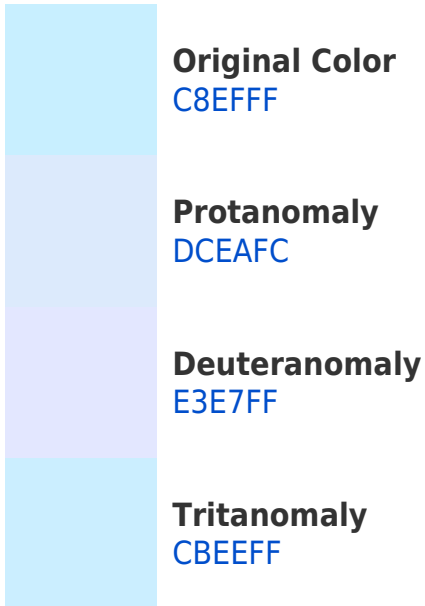 Original Color
C8EFFF
Protanomaly
DCEAFC
Deuteranomaly
E3E7FF
Tritanomaly
CBEEFF